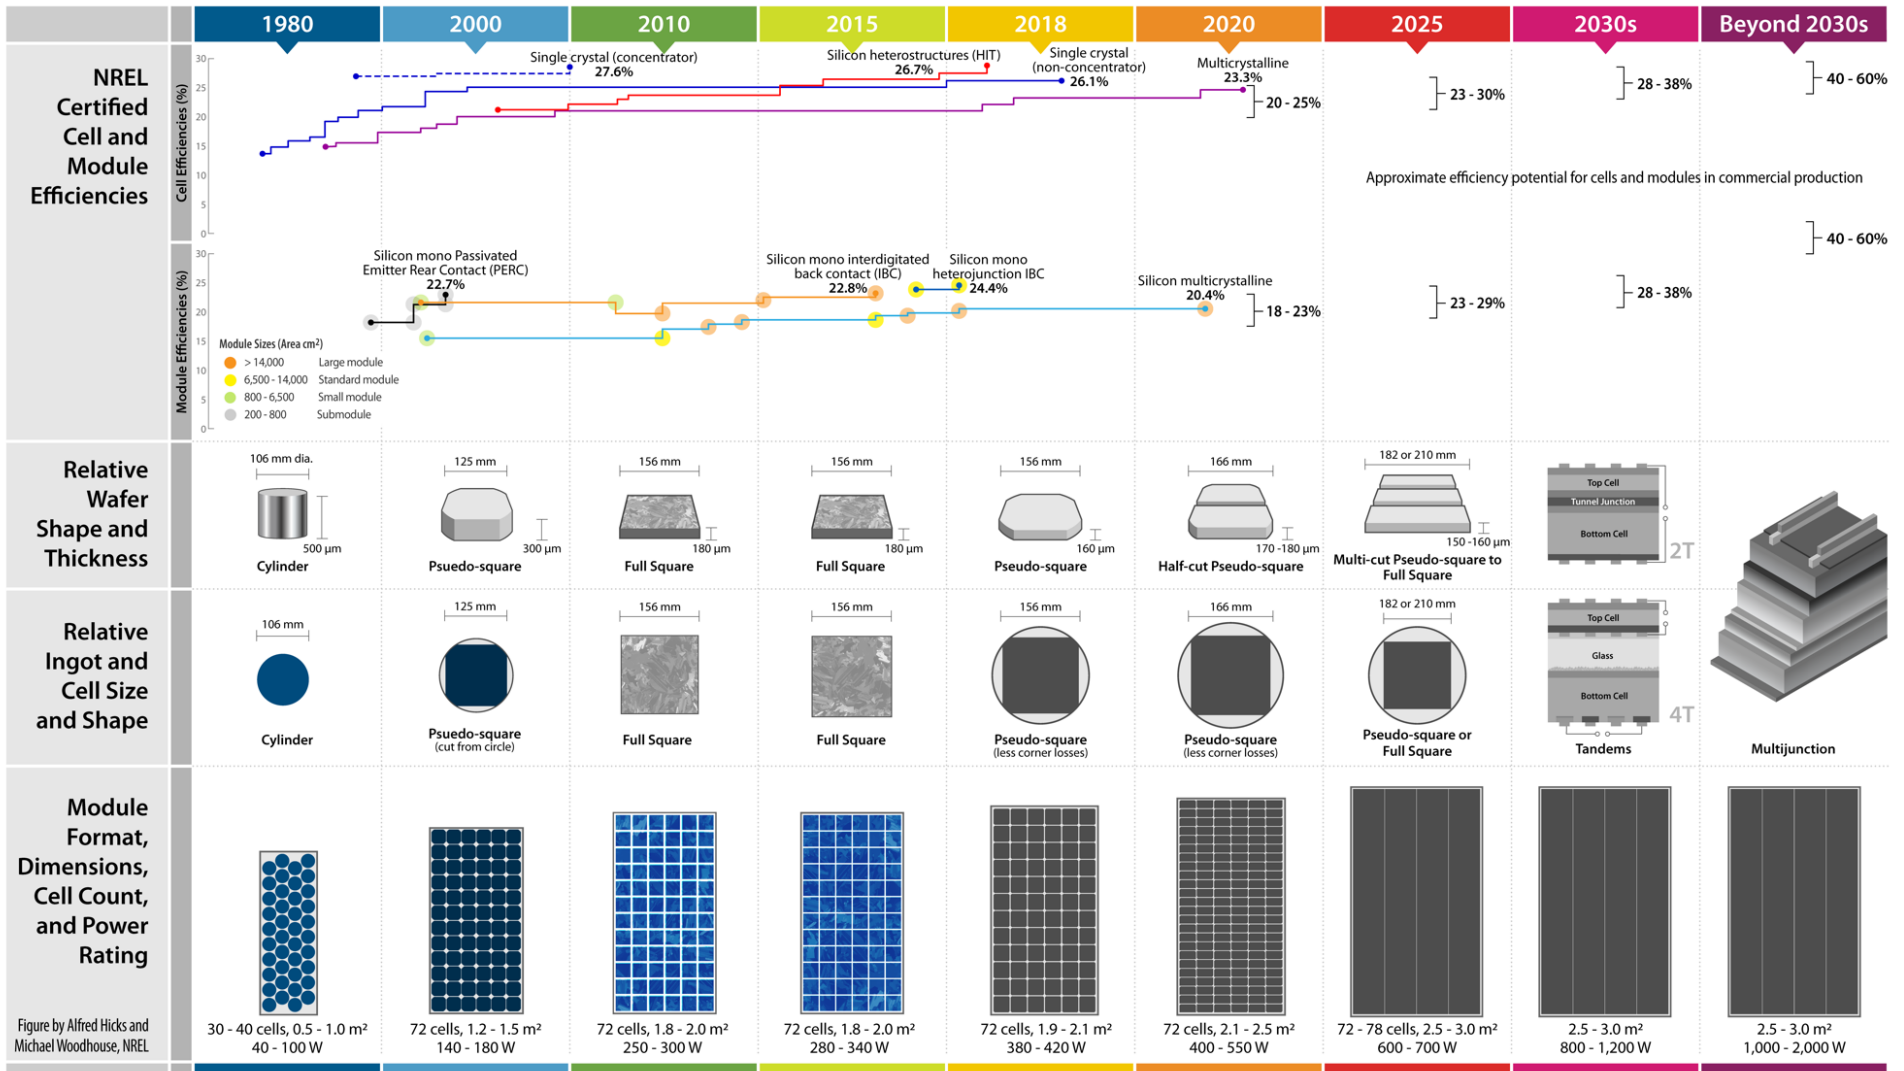 1980
2000
2010
2015
2018
2020
2025
2030s
Beyond 2030s
NREL
Certified
Cell and
Module
Efficiencies
Cell Efficiencies (%)
30
25
20
15
10
5
0
Single crystal (concentrator)
27.6%
Silicon heterostructures (HIT)
26.7%
Single crystal
(non-concentrator)
26.1%
Multicrystalline
23.3%
20 - 25%
23 - 30%
28 - 38%
40 - 60%
Approximate efficiency potential for cells and modules in commercial production
Module Efficiencies (%)
30
25
20
15
10
5
0
Silicon mono Passivated
Emitter Rear Contact (PERC)
22.7%
Silicon mono interdigitated
back contact (IBC)
22.8%
Silicon mono
heterojunction IBC
24.4%
Silicon multicrystalline
20.4%
18 - 23%
23 - 29%
28 - 38%
40 - 60%
Module Sizes (Area cm²)
> 14,000 Large module
6,500 - 14,000 Standard module
800 - 6,500 Small module
200 - 800 Submodule
Relative
Wafer
Shape and
Thickness
106 mm dia.
500 µm
Cylinder
125 mm
300 µm
Psuedo-square
156 mm
180 µm
Full Square
156 mm
180 µm
Full Square
156 mm
160 µm
Pseudo-square
166 mm
170 -180 µm
Half-cut Pseudo-square
182 or 210 mm
150 -160 µm
Multi-cut Pseudo-square to
Full Square
Top Cell
Tunnel Junction
Bottom Cell
2T
Relative
Ingot and
Cell Size
and Shape
106 mm
Cylinder
125 mm
Psuedo-square
(cut from circle)
156 mm
Full Square
156 mm
Full Square
156 mm
Pseudo-square
(less corner losses)
166 mm
Pseudo-square
(less corner losses)
182 or 210 mm
Pseudo-square or
Full Square
Top Cell
Glass
Bottom Cell
4T
Tandems
Multijunction
Module
Format,
Dimensions,
Cell Count,
and Power
Rating
Figure by Alfred Hicks and
Michael Woodhouse, NREL
30 - 40 cells, 0.5 - 1.0 m²
40 - 100 W
72 cells, 1.2 - 1.5 m²
140 - 180 W
72 cells, 1.8 - 2.0 m²
250 - 300 W
72 cells, 1.8 - 2.0 m²
280 - 340 W
72 cells, 1.9 - 2.1 m²
380 - 420 W
72 cells, 2.1 - 2.5 m²
400 - 550 W
72 - 78 cells, 2.5 - 3.0 m²
600 - 700 W
2.5 - 3.0 m²
800 - 1,200 W
2.5 - 3.0 m²
1,000 - 2,000 W